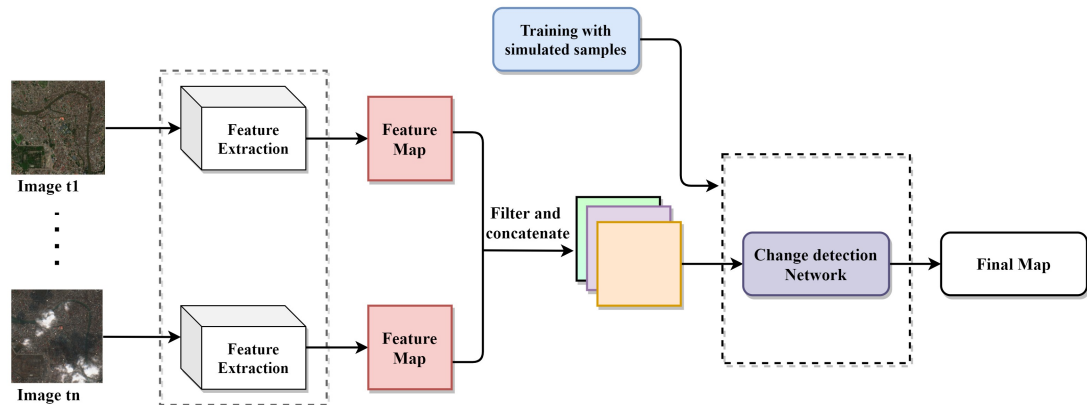 Training with
simulated samples
Feature
Extraction
Feature
Map
Image t1
Filter and
concatenate
Change detection
Network
Final Map
Feature
Extraction
Feature
Map
Image tn